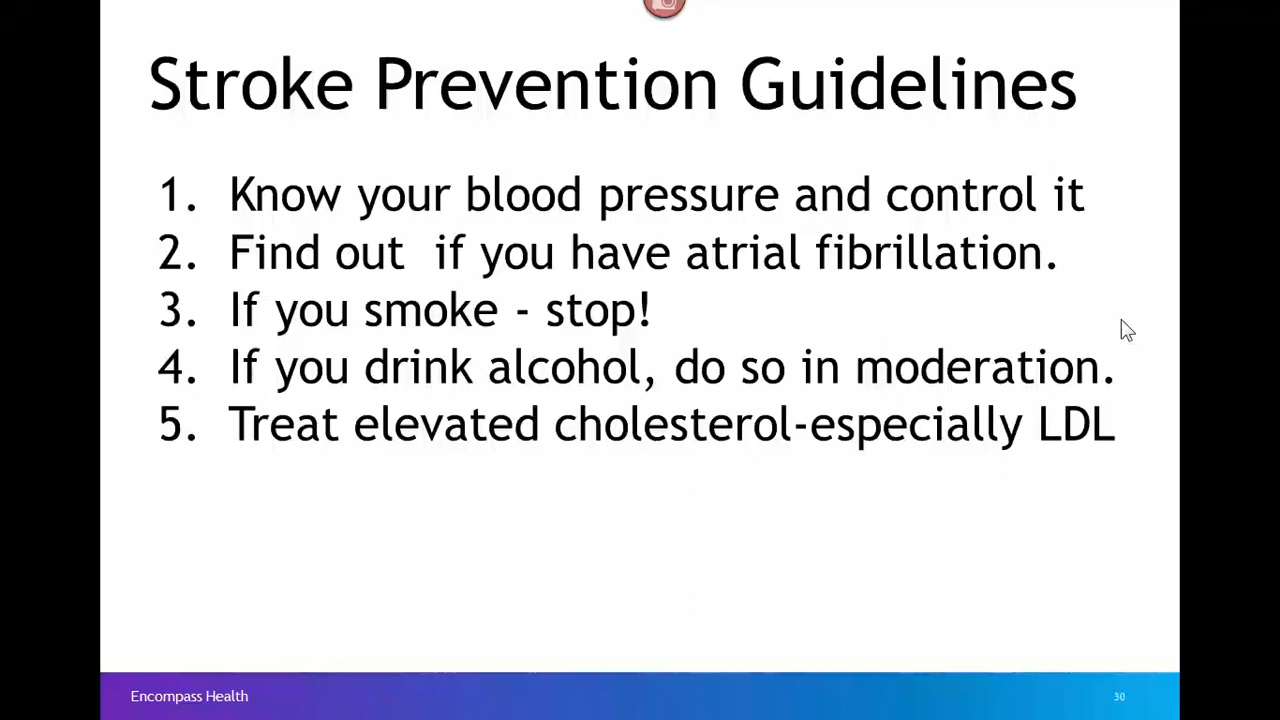 Stroke Prevention Guidelines
1. Know your blood pressure and control it
2. Find out  if you have atrial fibrillation.
3. If you smoke - stop!
4. If you drink alcohol, do so in moderation.
5. Treat elevated cholesterol-especially LDL
Encompass Health
30